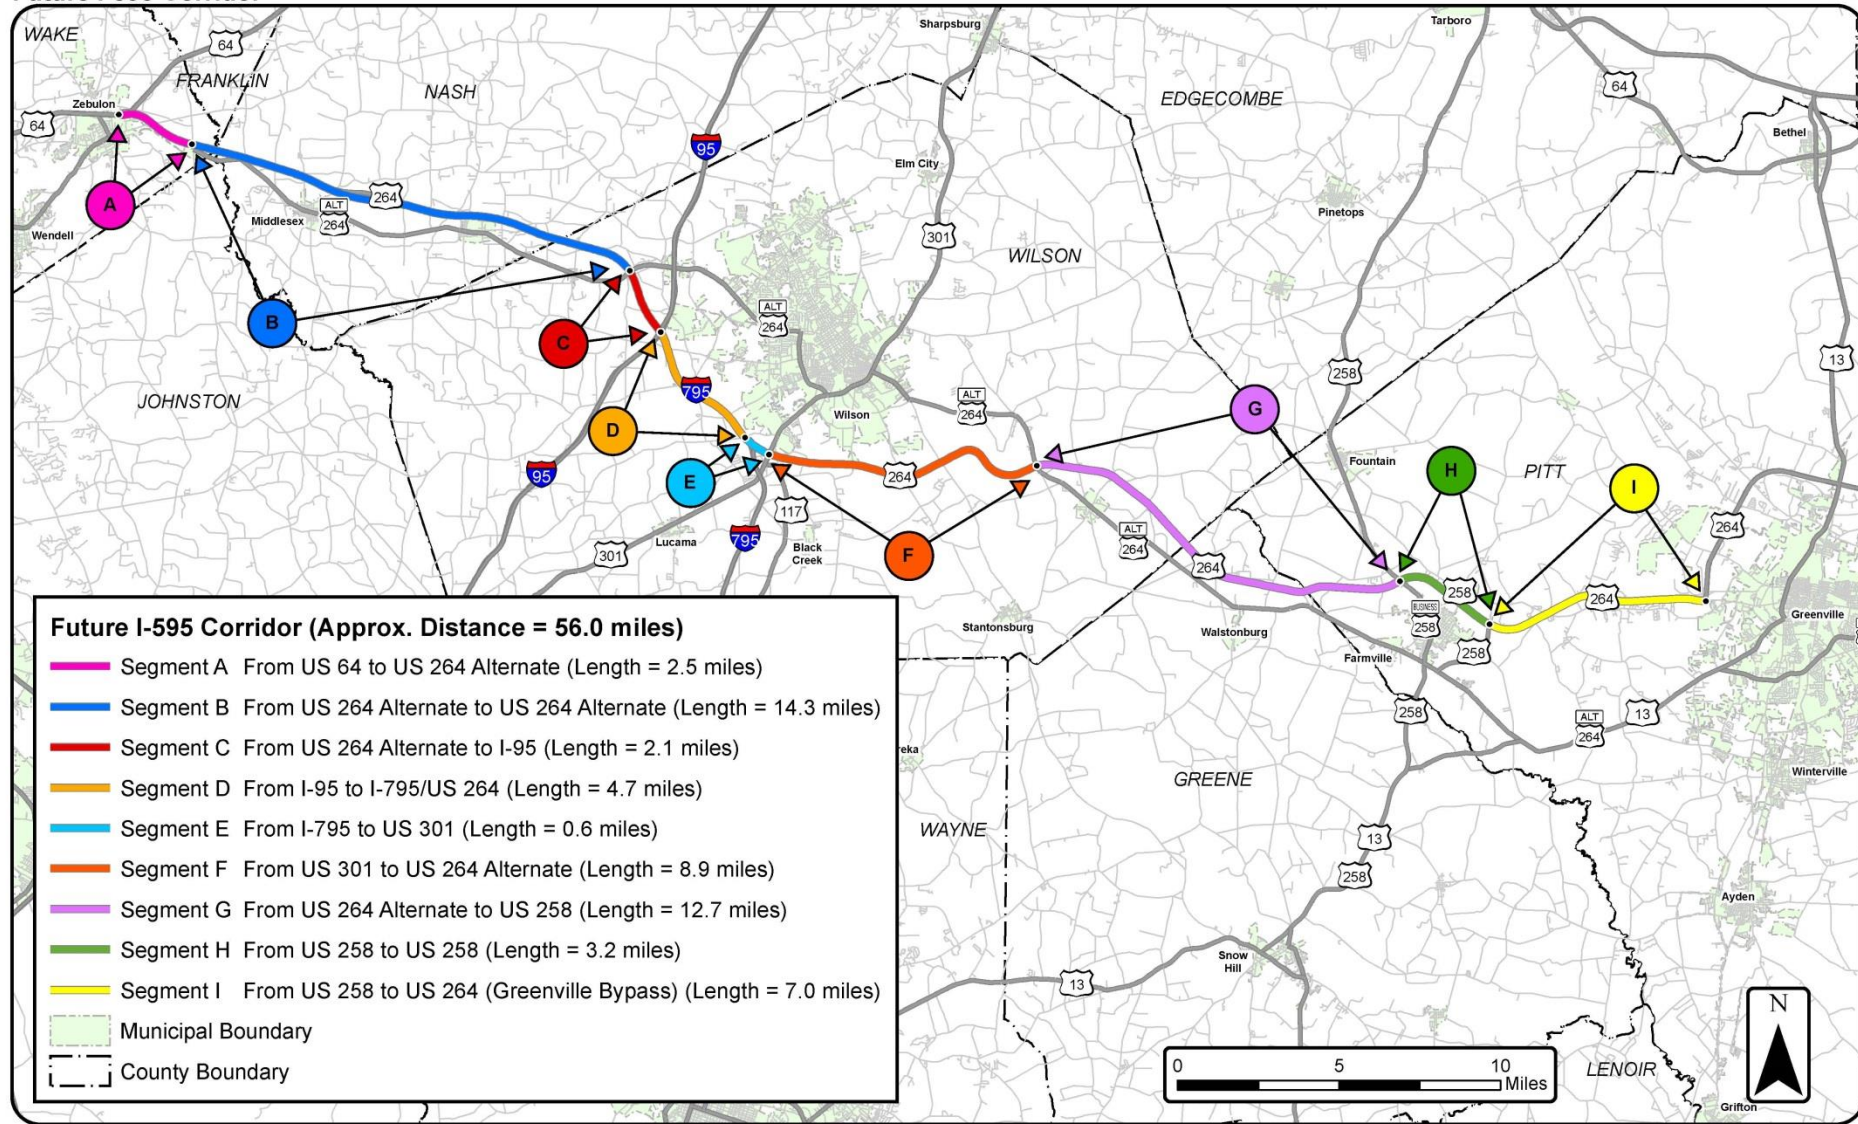 WAKE
FRANKLIN
NASH
EDGECOMBE
Sharpsburg
Tarboro
64
64
64
Zebulon
Bethel
95
Elm City
A
264
ALT
264
Middlesex
Wendell
Pinetops
301
WILSON
B
C
ALT
264
13
258
JOHNSTON
795
Wilson
ALT
264
G
D
Fountain
H
PITT
I
95
E
264
117
ALT
264
264
301
Lucama
795
Black
Creek
F
264
258
264
BUSINESS
258
Greenville
Stantonsburg
Walstonburg
Farmville
258
258
13
ALT
264
Winterville
reka
GREENE
WAYNE
13
258
Ayden
Snow
Hill
13
LENOIR
Grifton
Future I-595 Corridor (Approx. Distance = 56.0 miles)
Segment A From US 64 to US 264 Alternate (Length = 2.5 miles)
Segment B From US 264 Alternate to US 264 Alternate (Length = 14.3 miles)
Segment C From US 264 Alternate to I-95 (Length = 2.1 miles)
Segment D From I-95 to I-795/US 264 (Length = 4.7 miles)
Segment E From I-795 to US 301 (Length = 0.6 miles)
Segment F From US 301 to US 264 Alternate (Length = 8.9 miles)
Segment G From US 264 Alternate to US 258 (Length = 12.7 miles)
Segment H From US 258 to US 258 (Length = 3.2 miles)
Segment I From US 258 to US 264 (Greenville Bypass) (Length = 7.0 miles)
Municipal Boundary
County Boundary
0 5 10
Miles
N